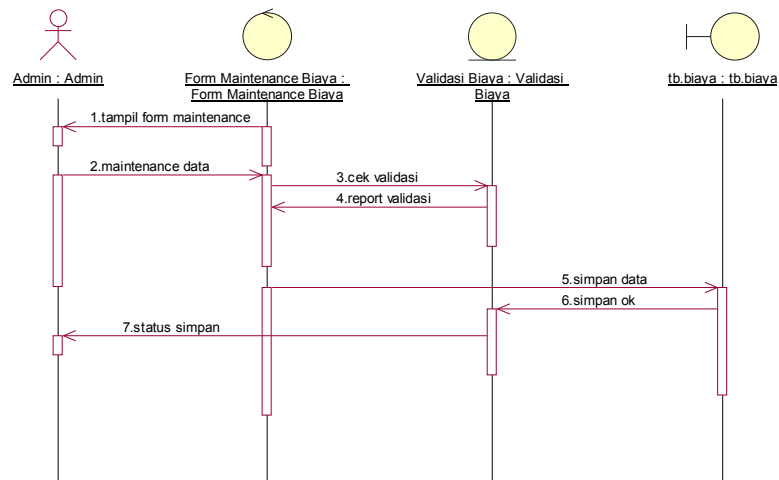 Admin : Admin
Form Maintenance Biaya :
Form Maintenance Biaya
Validasi Biaya : Validasi
Biaya
tb.biaya : tb.biaya
1.tampil form maintenance
2.maintenance data
3.cek validasi
4.report validasi
5.simpan data
6.simpan ok
7.status simpan